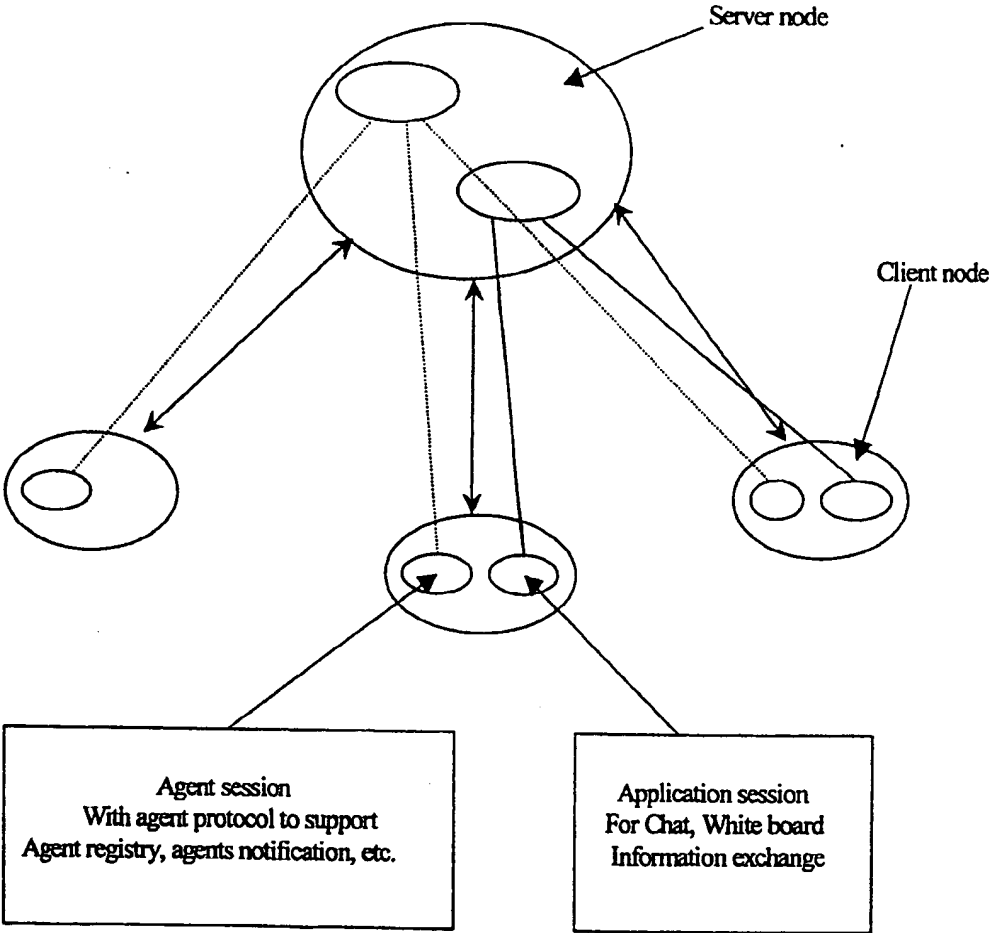 Server node
Client node
Agent session
With agent protocol to support
Agent registry, agents notification, etc.
Application session
For Chat, White board
Information exchange